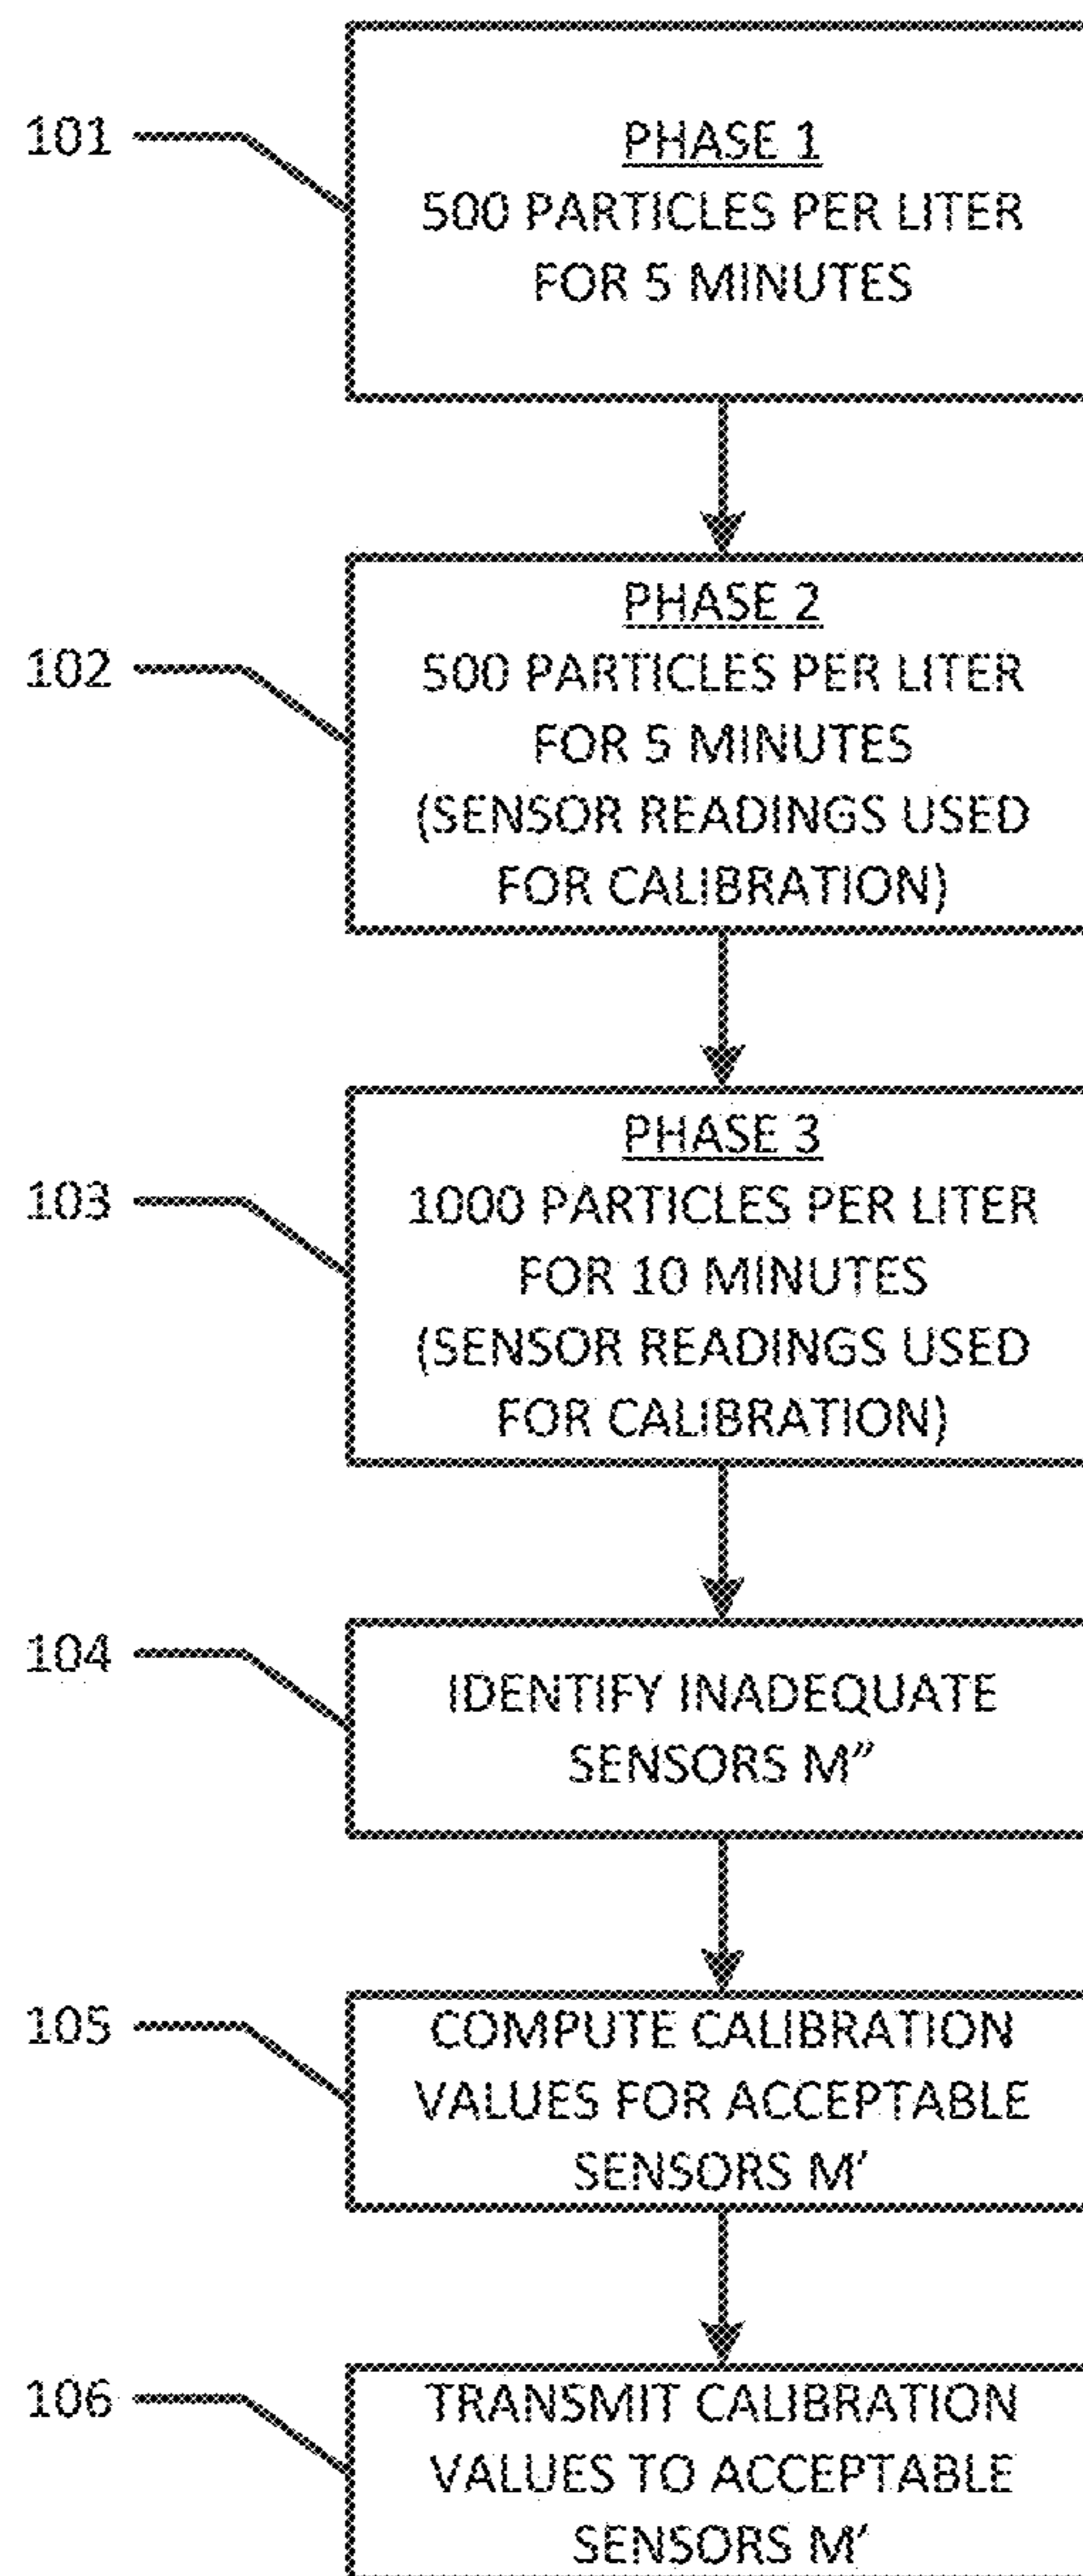 101
PHASE 1
500 PARTICLES PER LITER
FOR 5 MINUTES
102
PHASE 2
500 PARTICLES PER LITER
FOR 5 MINUTES
(SENSOR READINGS USED
FOR CALIBRATION)
103
PHASE 3
1000 PARTICLES PER LITER
FOR 10 MINUTES
(SENSOR READINGS USED
FOR CALIBRATION)
104
IDENTIFY INADEQUATE
SENSORS M″
105
COMPUTE CALIBRATION
VALUES FOR ACCEPTABLE
SENSORS M′
106
TRANSMIT CALIBRATION
VALUES TO ACCEPTABLE
SENSORS M′